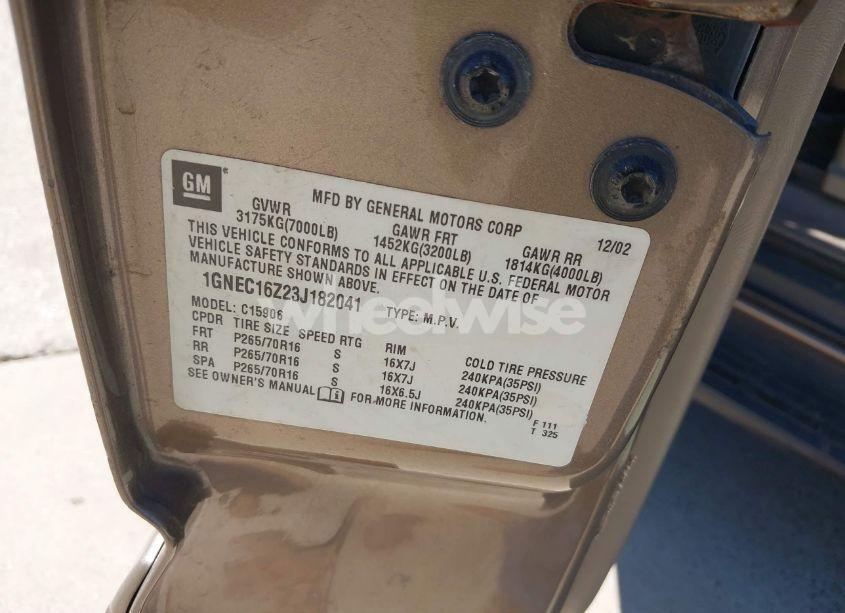 GM
MFD BY GENERAL MOTORS CORP 12/02
GVWR GAWR FRT GAWR RR
3175KG(7000LB) 1452KG(3200LB) 1814KG(4000LB)
THIS VEHICLE CONFORMS TO ALL APPLICABLE U.S. FEDERAL MOTOR
VEHICLE SAFETY STANDARDS IN EFFECT ON THE DATE OF
MANUFACTURE SHOWN ABOVE.
1GNEC16Z23J182041 TYPE: M.P.V.
MODEL: C15906
CPDR TIRE SIZE SPEED RTG RIM COLD TIRE PRESSURE
FRT P265/70R16 S 16X7J 240KPA(35PSI)
RR P265/70R16 S 16X7J 240KPA(35PSI)
SPA P265/70R16 S 16X6.5J 240KPA(35PSI)
SEE OWNER'S MANUAL FOR MORE INFORMATION.
F 111
T 325
wheelwise